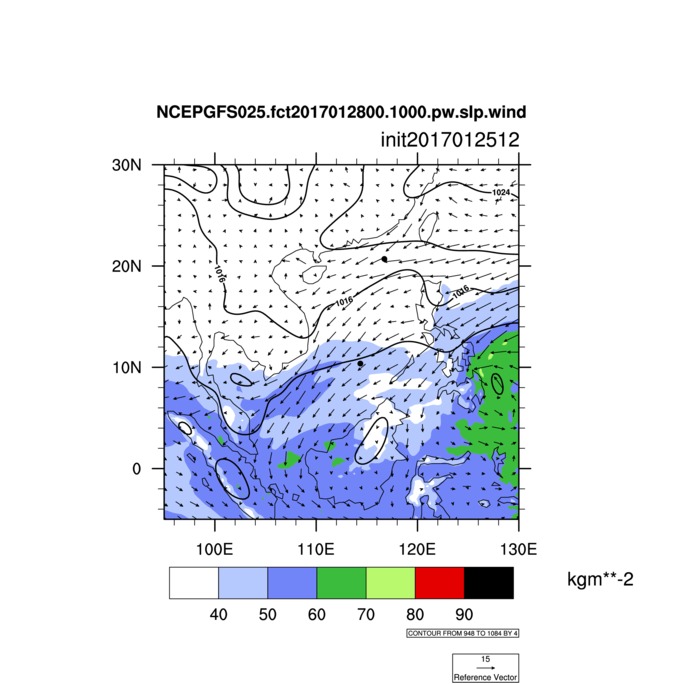 NCEPGFS025.fct2017012800.1000.pw.slp.wind
init2017012512
30N
1024
20N
1016
1016
1016
10N
0
100E 110E 120E 130E
kgm**-2
40 50 60 70 80 90
CONTOUR FROM 948 TO 1084 BY 4
15
Reference Vector